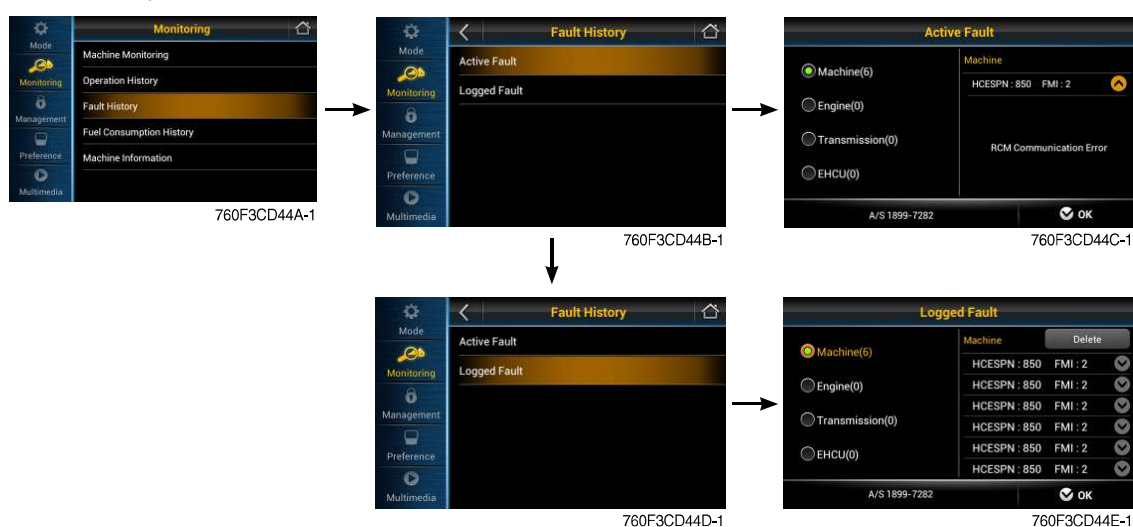 Monitoring
Mode
Monitoring
Management
Preference
Multimedia
Machine Monitoring
Operation History
Fault History
Fuel Consumption History
Machine Information
760F3CD44A-1
Fault History
Mode
Monitoring
Management
Preference
Multimedia
Active Fault
Logged Fault
760F3CD44B-1
Active Fault
Machine(6)
Engine(0)
Transmission(0)
EHCU(0)
Machine
HCESPN : 850 FMI : 2
RCM Communication Error
A/S 1899-7282
OK
760F3CD44C-1
Fault History
Mode
Monitoring
Management
Preference
Multimedia
Active Fault
Logged Fault
760F3CD44D-1
Logged Fault
Machine(6)
Engine(0)
Transmission(0)
EHCU(0)
Machine Delete
HCESPN : 850 FMI : 2
HCESPN : 850 FMI : 2
HCESPN : 850 FMI : 2
HCESPN : 850 FMI : 2
HCESPN : 850 FMI : 2
HCESPN : 850 FMI : 2
A/S 1899-7282
OK
760F3CD44E-1